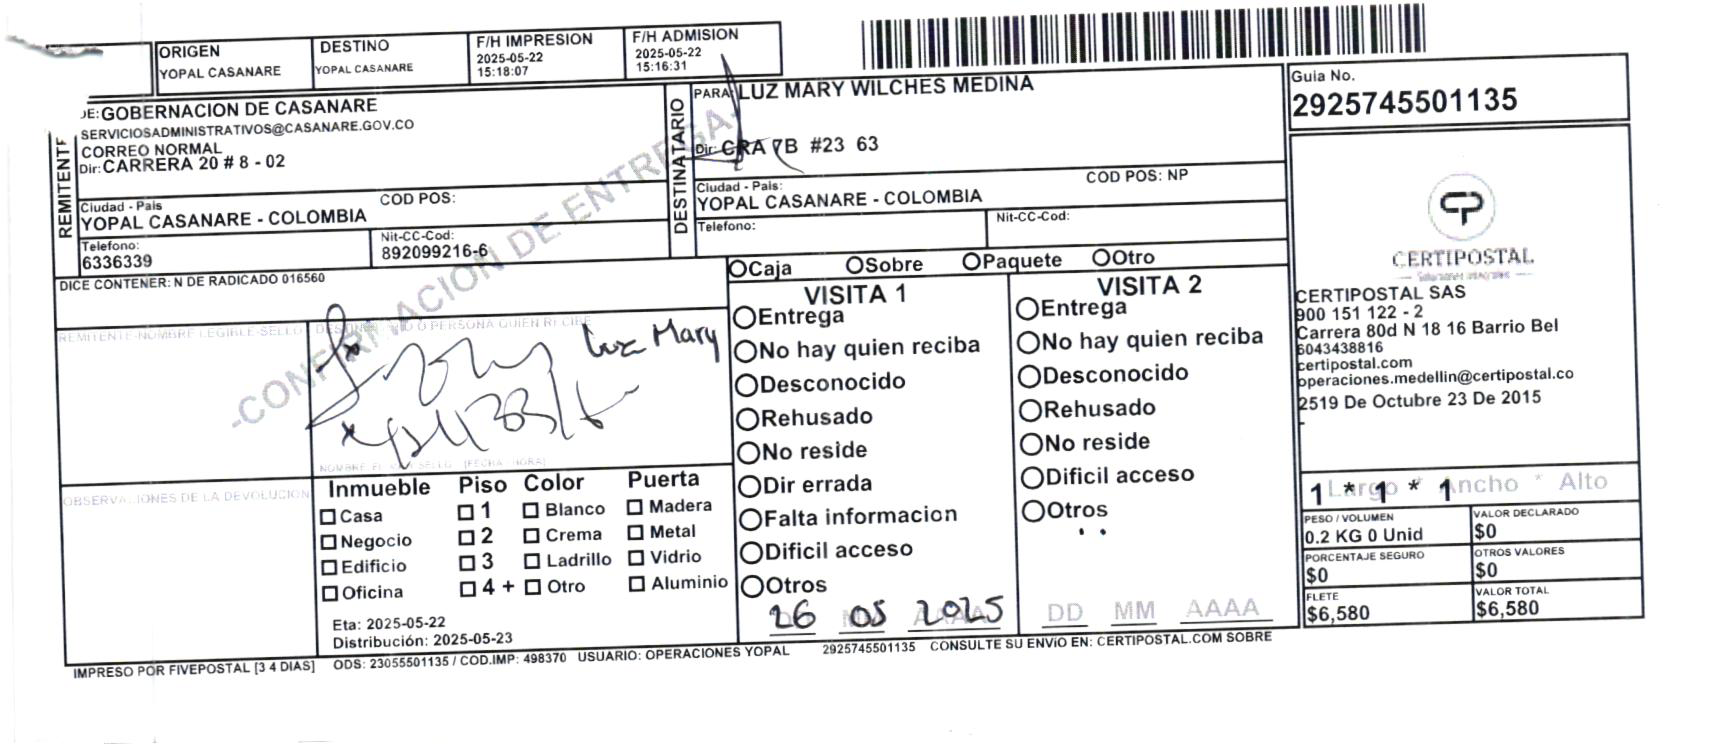 ORIGEN
YOPAL CASANARE
DESTINO
YOPAL CASANARE
F/H IMPRESION
2025-05-22
15:18:07
F/H ADMISION
2025-05-22
15:16:31
REMITENTE
DE: GOBERNACION DE CASANARE
SERVICIOSADMINISTRATIVOS@CASANARE.GOV.CO
CORREO NORMAL
Dir: CARRERA 20 # 8 - 02
Ciudad - Pais
COD POS:
YOPAL CASANARE - COLOMBIA
Telefono:
6336339
Nit-CC-Cod:
892099216-6
DESTINATARIO
PARA: LUZ MARY WILCHES MEDINA
Dir: CRA 7B #23 63
Ciudad - Pais:
COD POS: NP
YOPAL CASANARE - COLOMBIA
Telefono:
Nit-CC-Cod:
Guia No.
2925745501135
DICE CONTENER: N DE RADICADO 016560
-CONFIRMACION DE ENTREGA-
REMITENTE-NOMBRE LEGIBLE-SELLO
DESTINATARIO O PERSONA QUIEN RECIBE
Luz Mary
OBSERVACIONES DE LA DEVOLUCION
Inmueble
Casa
Negocio
Edificio
Oficina
Piso
1
2
3
4 +
Color
Blanco
Crema
Ladrillo
Otro
Puerta
Madera
Metal
Vidrio
Aluminio
Eta: 2025-05-22
Distribución: 2025-05-23
Caja Sobre Paquete Otro
VISITA 1
Entrega
No hay quien reciba
Desconocido
Rehusado
No reside
Dir errada
Falta informacion
Dificil acceso
Otros
26 05 2025
VISITA 2
Entrega
No hay quien reciba
Desconocido
Rehusado
No reside
Dificil acceso
Otros
DD MM AAAA
CERTIPOSTAL
Soluciones Integrales
CERTIPOSTAL SAS
900 151 122 - 2
Carrera 80d N 18 16 Barrio Bel
6043438816
certipostal.com
operaciones.medellin@certipostal.co
2519 De Octubre 23 De 2015
-
1 * 1 * 1
Largo * Ancho * Alto
PESO / VOLUMEN
0.2 KG 0 Unid
VALOR DECLARADO
$0
PORCENTAJE SEGURO
$0
OTROS VALORES
$0
FLETE
$6,580
VALOR TOTAL
$6,580
IMPRESO POR FIVEPOSTAL [3 4 DIAS] ODS: 23055501135 / COD.IMP: 498370 USUARIO: OPERACIONES YOPAL 2925745501135 CONSULTE SU ENVíO EN: CERTIPOSTAL.COM SOBRE